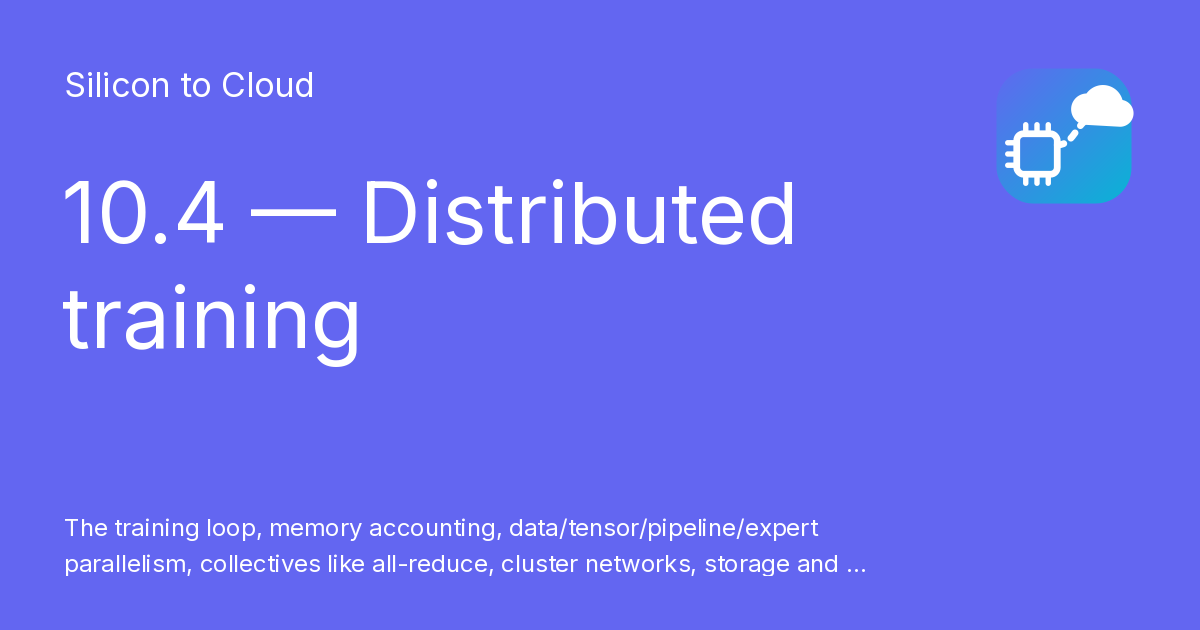 Silicon to Cloud
10.4 — Distributed
training
The training loop, memory accounting, data/tensor/pipeline/expert
parallelism, collectives like all-reduce, cluster networks, storage and ...